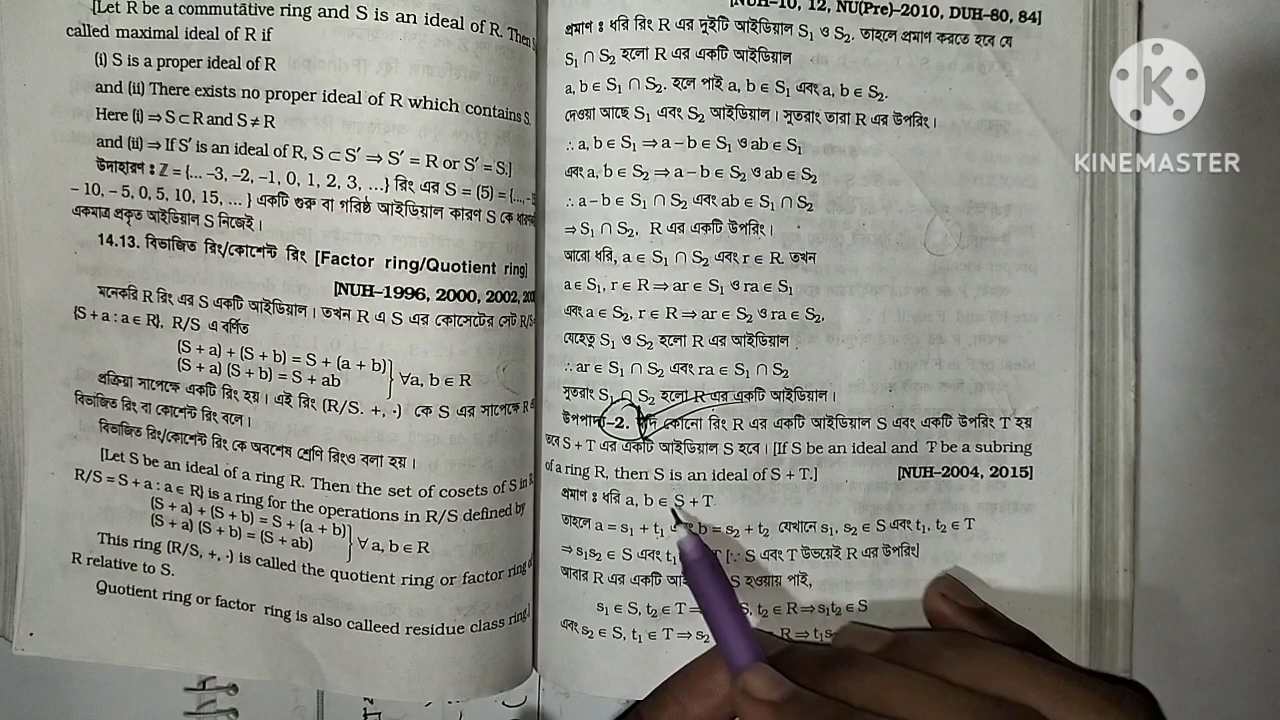 [Let R be a commutative ring and S is an ideal of R. Then S
called maximal ideal of R if
(i) S is a proper ideal of R
and (ii) There exists no proper ideal of R which contains S.
Here (i) ⇒ S ⊂ R and S ≠ R
and (ii) ⇒ If S′ is an ideal of R, S ⊂ S′ ⇒ S′ = R or S′ = S.]
উদাহরণ : ℤ = {... –3, –2, –1, 0, 1, 2, 3, ...} রিং এর S = (5) = {...,
– 10, – 5, 0, 5, 10, 15, ... } একটি গুরু বা গরিষ্ঠ আইডিয়াল কারণ S কে
একমাত্র প্রকৃত আইডিয়াল S নিজেই।
14.13. বিভাজিত রিং/কোশেন্ট রিং [Factor ring/Quotient ring]
[NUH–1996, 2000, 2002,
মনেকরি R রিং এর S একটি আইডিয়াল। তখন R এ S এর কোসেটের সেট R/S
{S + a : a ∈ R}, R/S এ বর্ণিত
(S + a) + (S + b) = S + (a + b)
(S + a) (S + b) = S + ab } ∀a, b ∈ R
প্রক্রিয়া সাপেক্ষে একটি রিং হয়। এই রিং (R/S. +, ·) কে S এর সাপেক্ষে R
বিভাজিত রিং বা কোশেন্ট রিং বলে।
বিভাজিত রিং/কোশেন্ট রিং কে অবশেষ শ্রেণি রিংও বলা হয়।
[Let S be an ideal of a ring R. Then the set of cosets of S in R
R/S = S + a : a ∈ R} is a ring for the operations in R/S defined by
(S + a) + (S + b) = S + (a + b)
(S + a) (S + b) = (S + ab) } ∀ a, b ∈ R
This ring (R/S, +, ·) is called the quotient ring or factor ring of
R relative to S.
Quotient ring or factor ring is also calleed residue class ring.]
[NUH–10, 12, NU(Pre)–2010, DUH–80, 84]
প্রমাণ : ধরি রিং R এর দুইটি আইডিয়াল S₁ ও S₂. তাহলে প্রমাণ করতে হবে যে
S₁ ∩ S₂ হলো R এর একটি আইডিয়াল
a, b ∈ S₁ ∩ S₂. হলে পাই a, b ∈ S₁ এবং a, b ∈ S₂.
দেওয়া আছে S₁ এবং S₂ আইডিয়াল। সুতরাং তারা R এর উপরিং।
∴ a, b ∈ S₁ ⇒ a – b ∈ S₁ ও ab ∈ S₁
এবং a, b ∈ S₂ ⇒ a – b ∈ S₂ ও ab ∈ S₂
∴ a – b ∈ S₁ ∩ S₂ এবং ab ∈ S₁ ∩ S₂
⇒ S₁ ∩ S₂, R এর একটি উপরিং।
আরো ধরি, a ∈ S₁ ∩ S₂ এবং r ∈ R. তখন
a ∈ S₁, r ∈ R ⇒ ar ∈ S₁ ও ra ∈ S₁
এবং a ∈ S₂, r ∈ R ⇒ ar ∈ S₂ ও ra ∈ S₂,
যেহেতু S₁ ও S₂ হলো R এর আইডিয়াল
∴ ar ∈ S₁ ∩ S₂ এবং ra ∈ S₁ ∩ S₂
সুতরাং S₁ ∩ S₂ হলো R এর একটি আইডিয়াল।
উপপাদ্য–2. যদি কোনো রিং R এর একটি আইডিয়াল S এবং একটি উপরিং T হয়
তবে S + T এর একটি আইডিয়াল S হবে। [If S be an ideal and T be a subring
of a ring R, then S is an ideal of S + T.] [NUH–2004, 2015]
প্রমাণ : ধরি a, b ∈ S + T.
তাহলে a = s₁ + t₁ b = s₂ + t₂ যেখানে s₁, s₂ ∈ S এবং t₁, t₂ ∈ T
⇒ s₁s₂ ∈ S এবং T [∵ S এবং T উভয়েই R এর উপরিং]
আবার R এর একটি S হওয়ায় পাই,
s₁ ∈ S, t₂ ∈ T ⇒ S, t₂ ∈ R ⇒ s₁t₂ ∈ S
এবং s₂ ∈ S, t₁ ∈ T ⇒ s₂ R ⇒
KINEMASTER